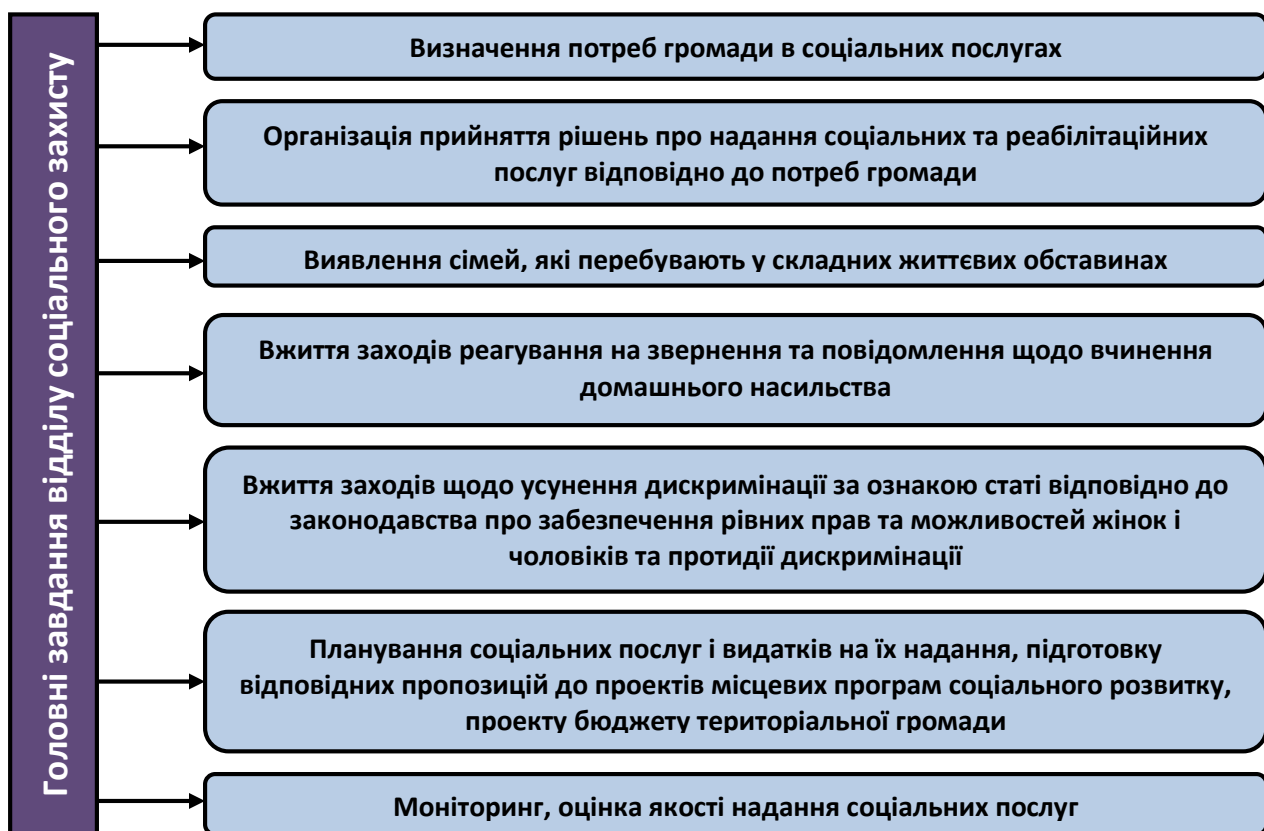 Головні завдання відділу соціального захисту
Визначення потреб громади в соціальних послугах
Організація прийняття рішень про надання соціальних та реабілітаційних
послуг відповідно до потреб громади
Виявлення сімей, які перебувають у складних життєвих обставинах
Вжиття заходів реагування на звернення та повідомлення щодо вчинення
домашнього насильства
Вжиття заходів щодо усунення дискримінації за ознакою статі відповідно до
законодавства про забезпечення рівних прав та можливостей жінок і
чоловіків та протидії дискримінації
Планування соціальних послуг і видатків на їх надання, підготовку
відповідних пропозицій до проектів місцевих програм соціального розвитку,
проекту бюджету територіальної громади
Моніторинг, оцінка якості надання соціальних послуг